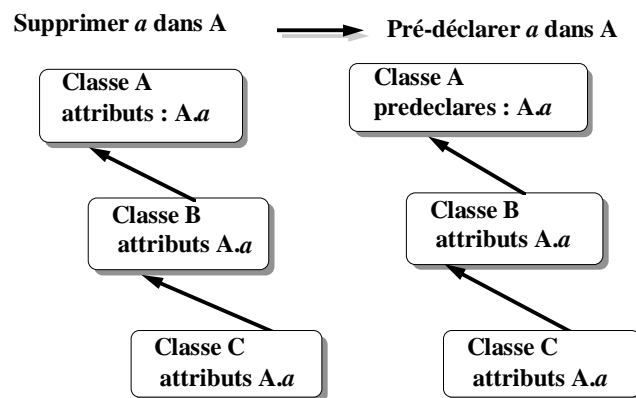 Supprimer a dans A
Pré-déclarer a dans A
Classe A
attributs : A.a
Classe A
predeclares : A.a
Classe B
attributs A.a
Classe B
attributs A.a
Classe C
attributs A.a
Classe C
attributs A.a